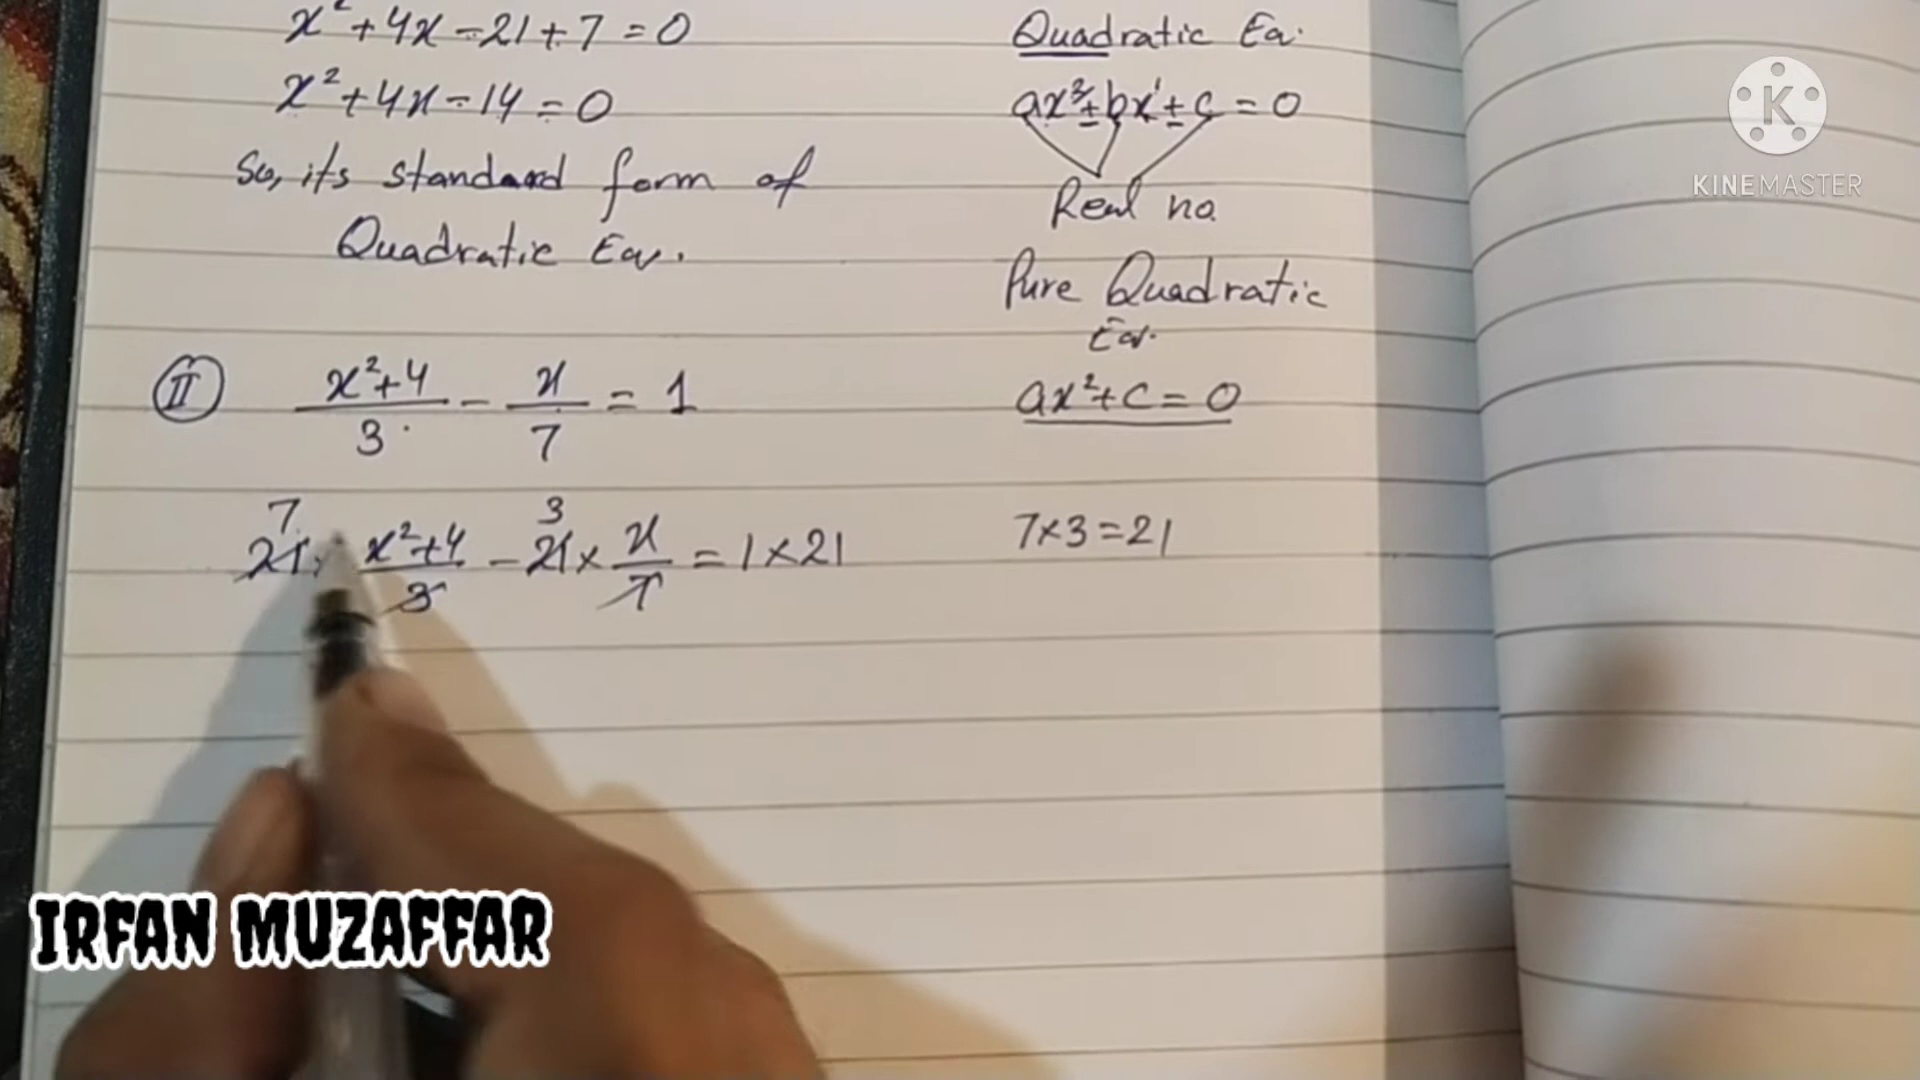 x² + 4x - 21 + 7 = 0
x² + 4x - 14 = 0
So, its standard form of
Quadratic Eq.
II (x²+4)/3 - x/7 = 1
7 3
21 × (x²+4)/3 - 21 × x/7 = 1 × 21
Quadratic Eq.
ax² + bx¹ + c = 0
Real no.
Pure Quadratic
Eq.
ax² + c = 0
7×3=21
K
KINEMASTER
IRFAN MUZAFFAR